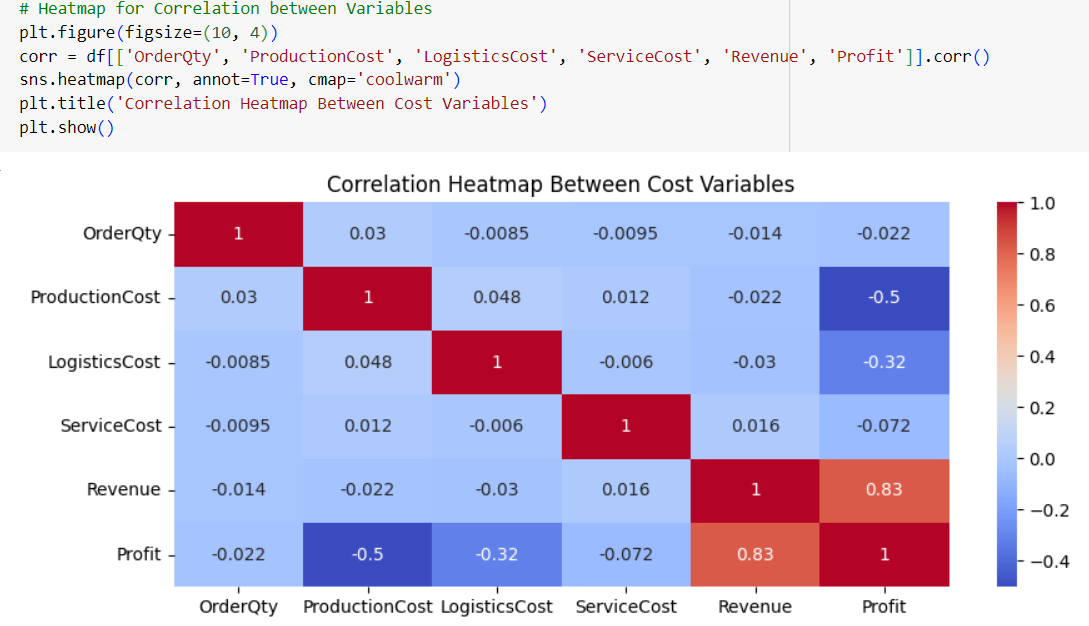 # Heatmap for Correlation between Variables
plt.figure(figsize=(10, 4))
corr = df[['OrderQty', 'ProductionCost', 'LogisticsCost', 'ServiceCost', 'Revenue', 'Profit']].corr()
sns.heatmap(corr, annot=True, cmap='coolwarm')
plt.title('Correlation Heatmap Between Cost Variables')
plt.show()
Correlation Heatmap Between Cost Variables
OrderQty 1 0.03 -0.0085 -0.0095 -0.014 -0.022
ProductionCost 0.03 1 0.048 0.012 -0.022 -0.5
LogisticsCost -0.0085 0.048 1 -0.006 -0.03 -0.32
ServiceCost -0.0095 0.012 -0.006 1 0.016 -0.072
Revenue -0.014 -0.022 -0.03 0.016 1 0.83
Profit -0.022 -0.5 -0.32 -0.072 0.83 1
OrderQty ProductionCost LogisticsCost ServiceCost Revenue Profit
1.0
0.8
0.6
0.4
0.2
0.0
−0.2
−0.4